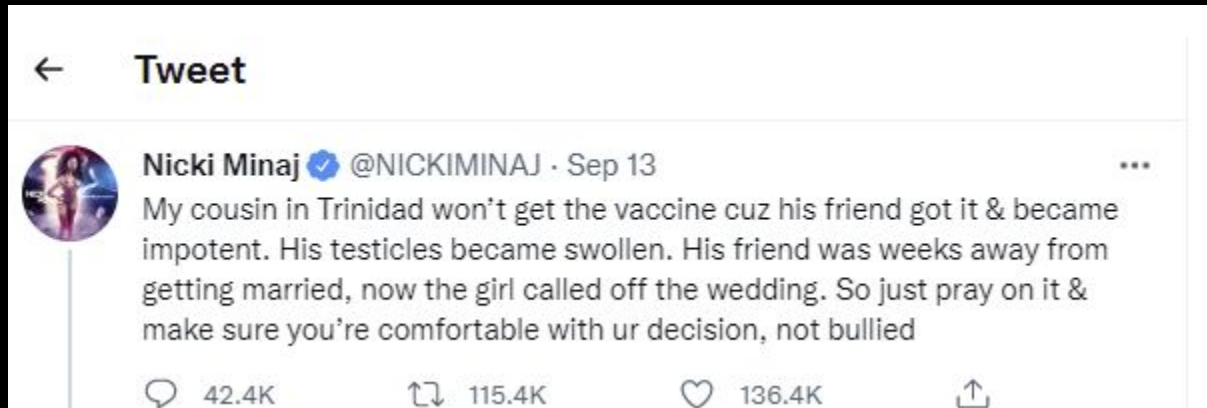 Tweet
Nicki Minaj @NICKIMINAJ · Sep 13
My cousin in Trinidad won’t get the vaccine cuz his friend got it & became
impotent. His testicles became swollen. His friend was weeks away from
getting married, now the girl called off the wedding. So just pray on it &
make sure you’re comfortable with ur decision, not bullied
42.4K 115.4K 136.4K